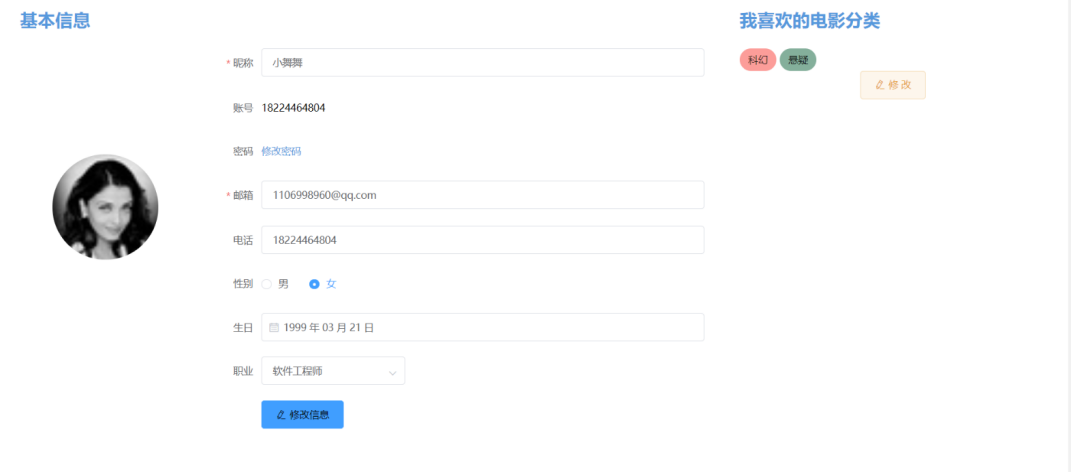 基本信息
* 昵称 小舞舞
账号 18224464804
密码 修改密码
* 邮箱 1106998960@qq.com
电话 18224464804
性别 男 女
生日 1999 年 03 月 21 日
职业 软件工程师
修改信息
我喜欢的电影分类
科幻 悬疑
修 改